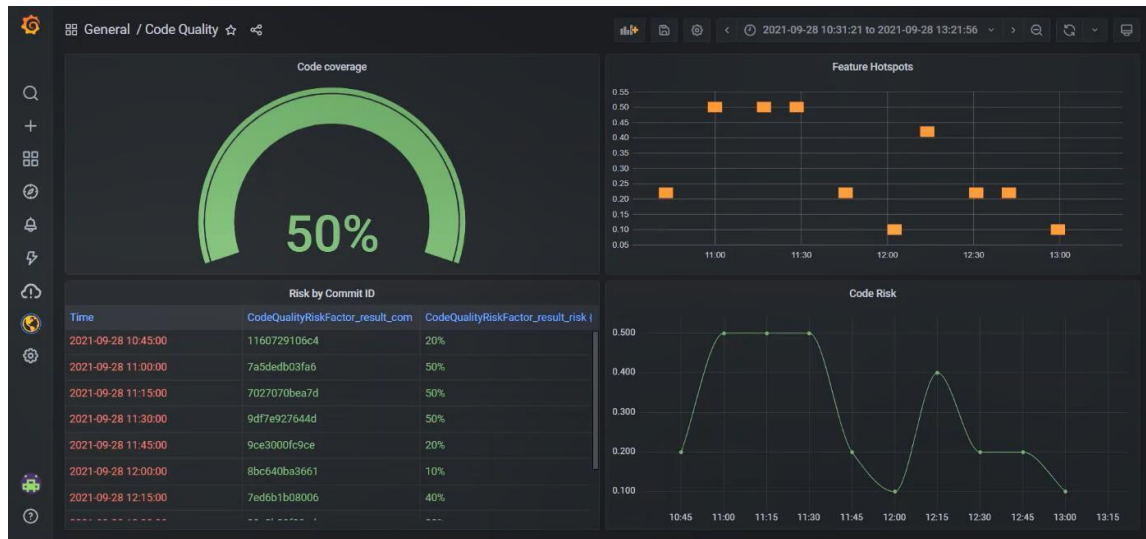 General / Code Quality
2021-09-28 10:31:21 to 2021-09-28 13:21:56
Code coverage
50%
Feature Hotspots
0.55
0.50
0.45
0.40
0.35
0.30
0.25
0.20
0.15
0.10
0.05
11:00 11:30 12:00 12:30 13:00
Risk by Commit ID
Time CodeQualityRiskFactor_result_com CodeQualityRiskFactor_result_risk {
2021-09-28 10:45:00 1160729106c4 20%
2021-09-28 11:00:00 7a5dedb03fa6 50%
2021-09-28 11:15:00 7027070bea7d 50%
2021-09-28 11:30:00 9df7e927644d 50%
2021-09-28 11:45:00 9ce3000fc9ce 20%
2021-09-28 12:00:00 8bc640ba3661 10%
2021-09-28 12:15:00 7ed6b1b08006 40%
Code Risk
0.500
0.400
0.300
0.200
0.100
10:45 11:00 11:15 11:30 11:45 12:00 12:15 12:30 12:45 13:00 13:15